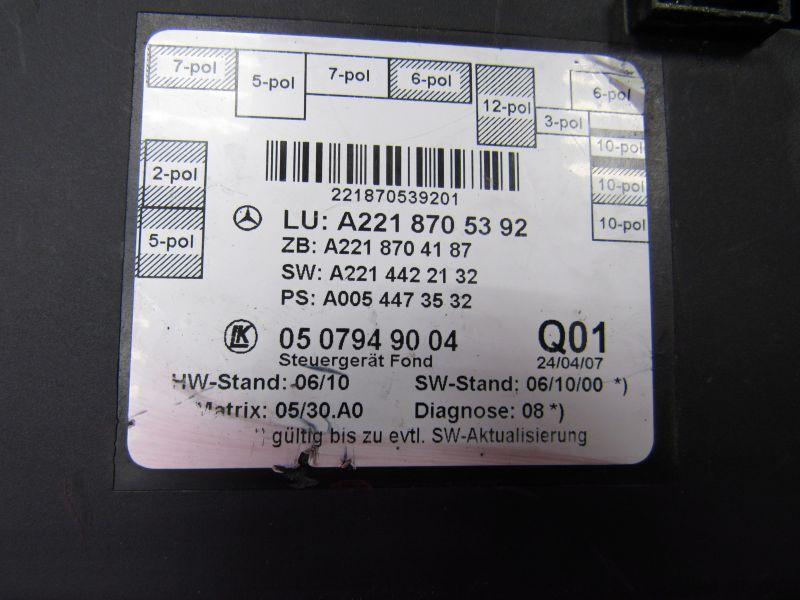 7-pol
5-pol
7-pol
6-pol
12-pol
6-pol
3-pol
10-pol
10-pol
10-pol
2-pol
5-pol
221870539201
LU: A221 870 53 92
ZB: A221 870 41 87
SW: A221 442 21 32
PS: A005 447 35 32
LK 05 0794 90 04 Q01
Steuergerät Fond 24/04/07
HW-Stand: 06/10 SW-Stand: 06/10/00 *)
Matrix: 05/30.A0 Diagnose: 08 *)
*) gültig bis zu evtl. SW-Aktualisierung